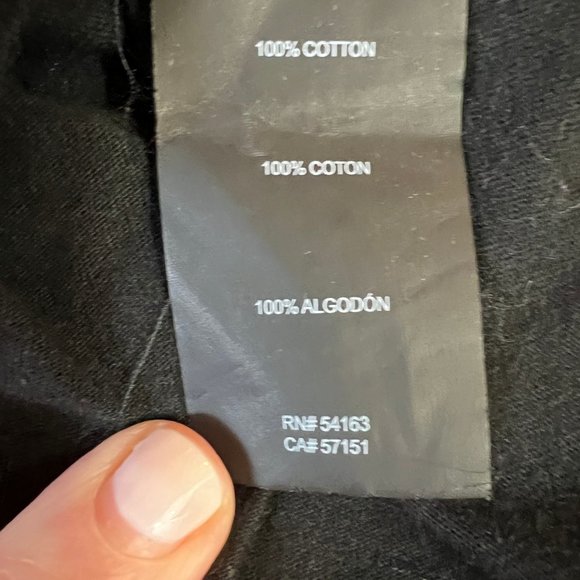 100% COTTON
100% COTON
100% ALGODÓN
RN# 54163
CA# 57151